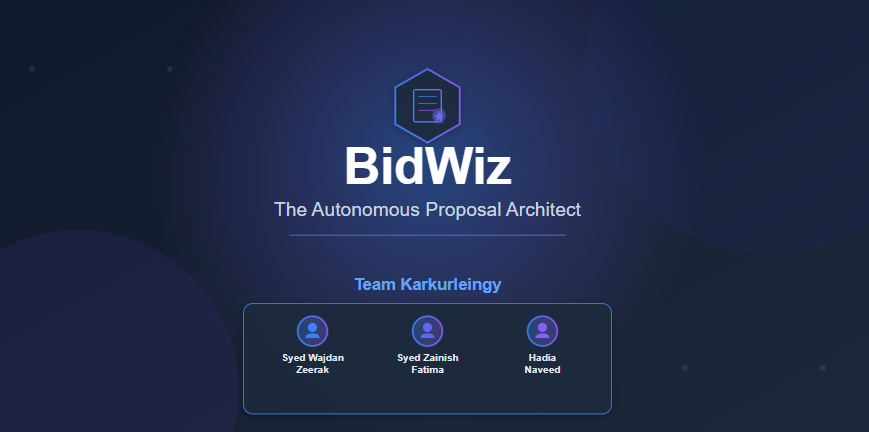 BidWiz
The Autonomous Proposal Architect
Team Karkurleingy
Syed Wajdan
Zeerak
Syed Zainish
Fatima
Hadia
Naveed